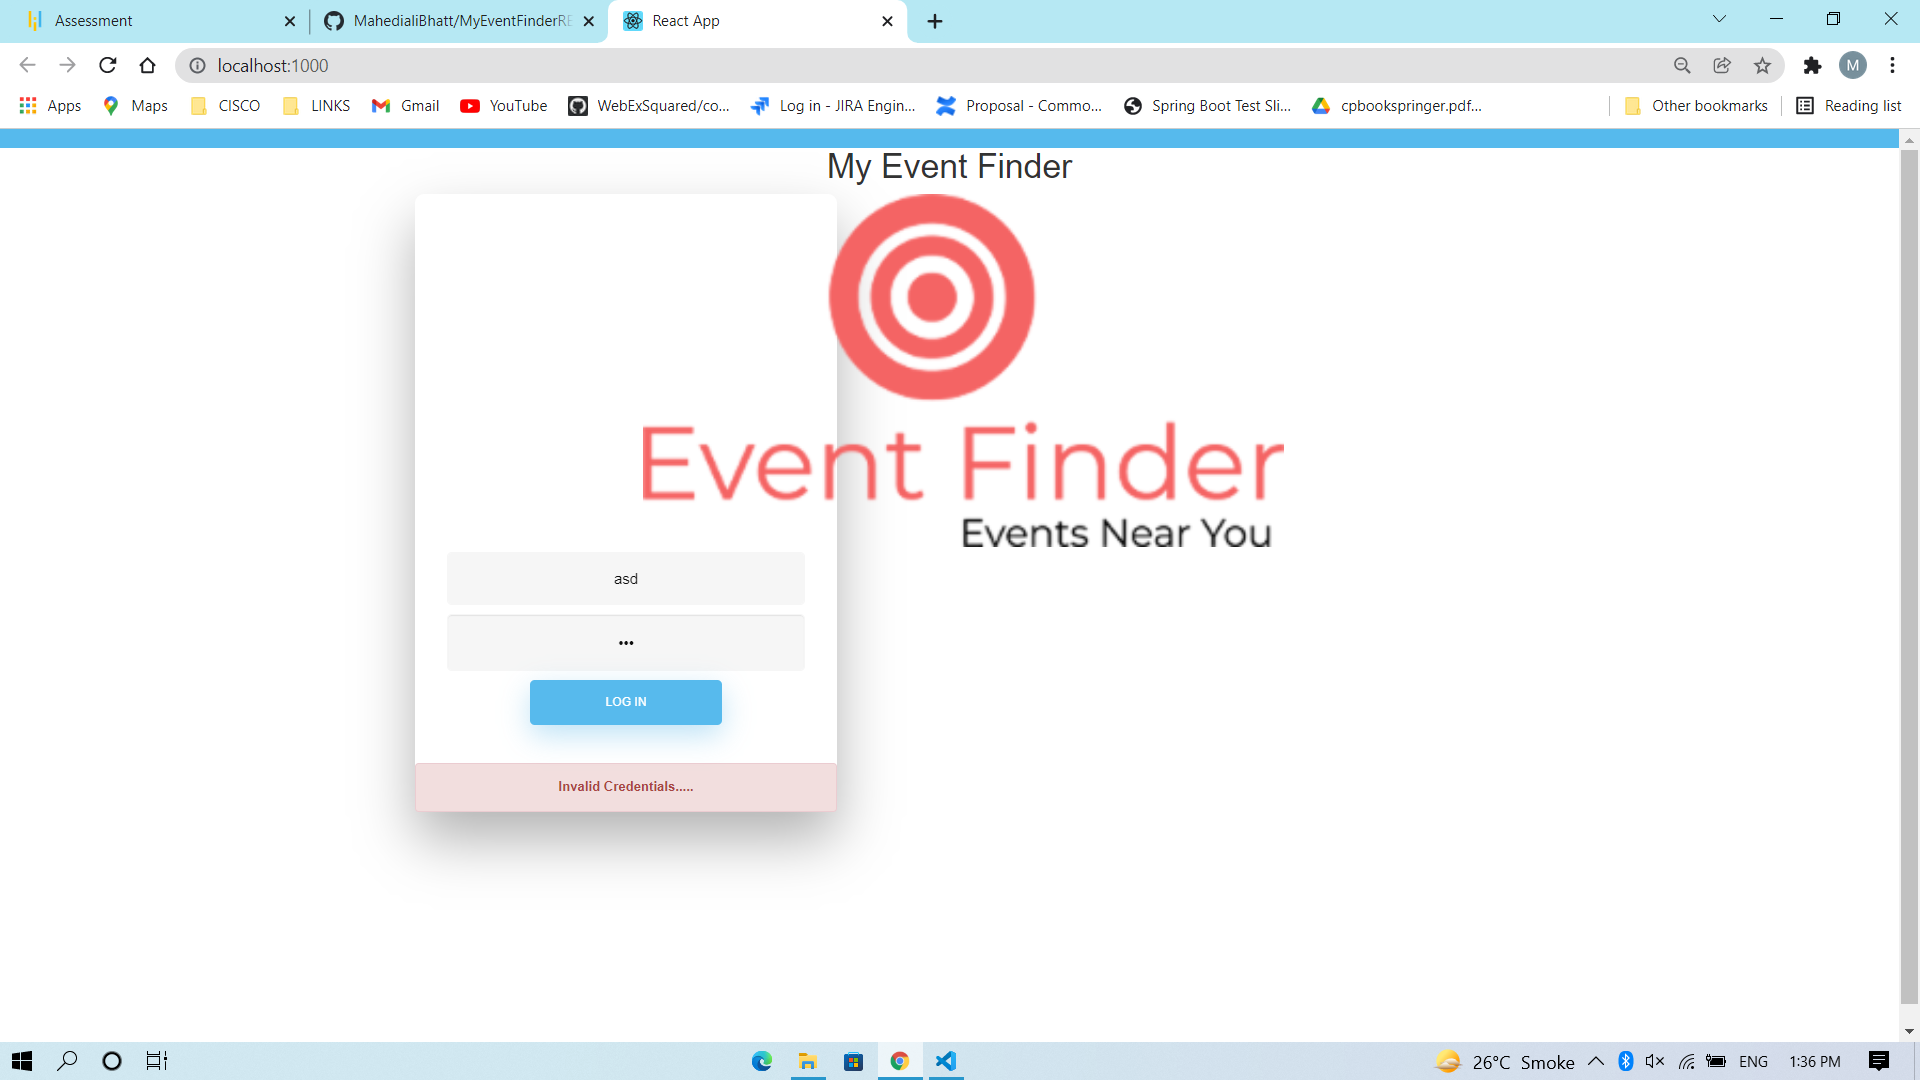 Assessment
MahedialiBhatt/MyEventFinderRE
React App
localhost:1000
M
Apps
Maps
CISCO
LINKS
Gmail
YouTube
WebExSquared/co...
Log in - JIRA Engin...
Proposal - Commo...
Spring Boot Test Sli...
cpbookspringer.pdf...
Other bookmarks
Reading list
My Event Finder
Event Finder
Events Near You
asd
•••
LOG IN
Invalid Credentials.....
26°C Smoke
ENG
1:36 PM